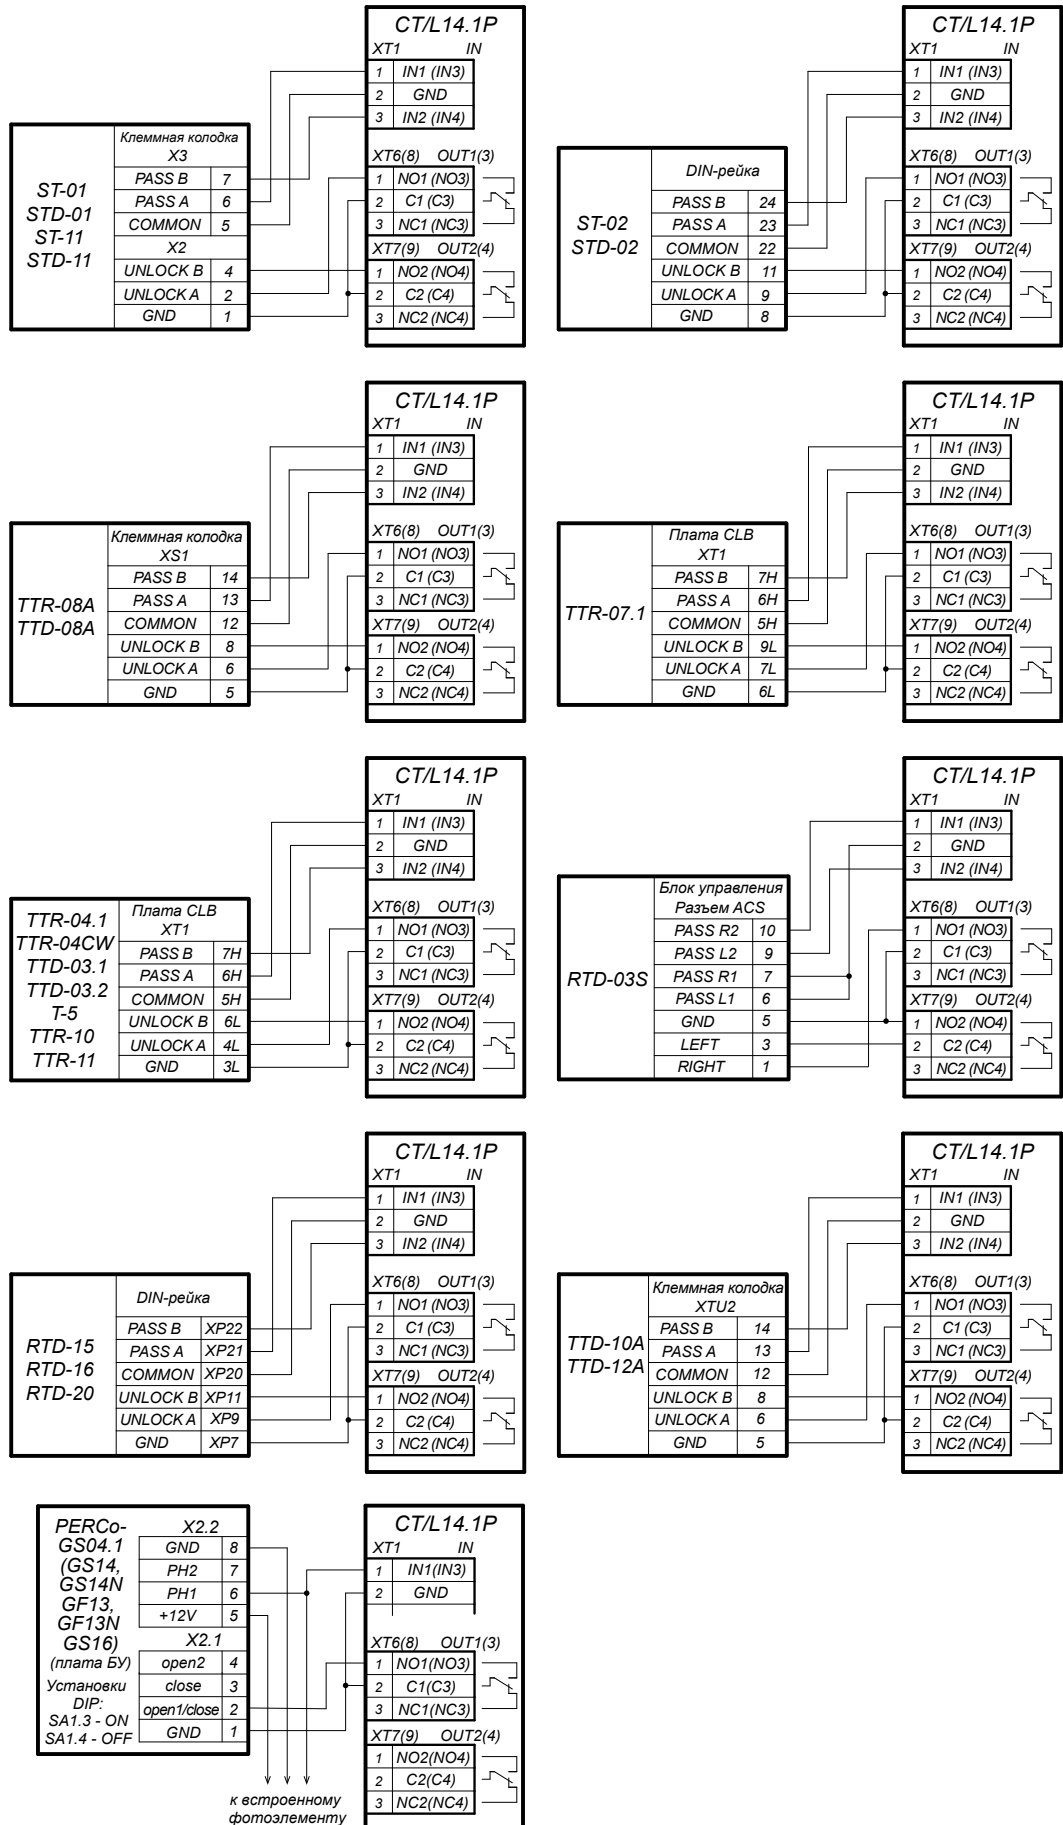 CT/L14.1P
XT1 IN
1 IN1 (IN3)
2 GND
3 IN2 (IN4)
XT6(8) OUT1(3)
1 NO1 (NO3)
2 C1 (C3)
3 NC1 (NC3)
XT7(9) OUT2(4)
1 NO2 (NO4)
2 C2 (C4)
3 NC2 (NC4)
ST-01
STD-01
ST-11
STD-11
Клеммная колодка
X3
PASS B 7
PASS A 6
COMMON 5
X2
UNLOCK B 4
UNLOCK A 2
GND 1
CT/L14.1P
XT1 IN
1 IN1 (IN3)
2 GND
3 IN2 (IN4)
XT6(8) OUT1(3)
1 NO1 (NO3)
2 C1 (C3)
3 NC1 (NC3)
XT7(9) OUT2(4)
1 NO2 (NO4)
2 C2 (C4)
3 NC2 (NC4)
ST-02
STD-02
DIN-рейка
PASS B 24
PASS A 23
COMMON 22
UNLOCK B 11
UNLOCK A 9
GND 8
CT/L14.1P
XT1 IN
1 IN1 (IN3)
2 GND
3 IN2 (IN4)
XT6(8) OUT1(3)
1 NO1 (NO3)
2 C1 (C3)
3 NC1 (NC3)
XT7(9) OUT2(4)
1 NO2 (NO4)
2 C2 (C4)
3 NC2 (NC4)
TTR-08A
TTD-08A
Клеммная колодка
XS1
PASS B 14
PASS A 13
COMMON 12
UNLOCK B 8
UNLOCK A 6
GND 5
CT/L14.1P
XT1 IN
1 IN1 (IN3)
2 GND
3 IN2 (IN4)
XT6(8) OUT1(3)
1 NO1 (NO3)
2 C1 (C3)
3 NC1 (NC3)
XT7(9) OUT2(4)
1 NO2 (NO4)
2 C2 (C4)
3 NC2 (NC4)
TTR-07.1
Плата CLB
XT1
PASS B 7H
PASS A 6H
COMMON 5H
UNLOCK B 9L
UNLOCK A 7L
GND 6L
CT/L14.1P
XT1 IN
1 IN1 (IN3)
2 GND
3 IN2 (IN4)
XT6(8) OUT1(3)
1 NO1 (NO3)
2 C1 (C3)
3 NC1 (NC3)
XT7(9) OUT2(4)
1 NO2 (NO4)
2 C2 (C4)
3 NC2 (NC4)
TTR-04.1
TTR-04CW
TTD-03.1
TTD-03.2
T-5
TTR-10
TTR-11
Плата CLB
XT1
PASS B 7H
PASS A 6H
COMMON 5H
UNLOCK B 6L
UNLOCK A 4L
GND 3L
CT/L14.1P
XT1 IN
1 IN1 (IN3)
2 GND
3 IN2 (IN4)
XT6(8) OUT1(3)
1 NO1 (NO3)
2 C1 (C3)
3 NC1 (NC3)
XT7(9) OUT2(4)
1 NO2 (NO4)
2 C2 (C4)
3 NC2 (NC4)
RTD-03S
Блок управления
Разъем ACS
PASS R2 10
PASS L2 9
PASS R1 7
PASS L1 6
GND 5
LEFT 3
RIGHT 1
CT/L14.1P
XT1 IN
1 IN1 (IN3)
2 GND
3 IN2 (IN4)
XT6(8) OUT1(3)
1 NO1 (NO3)
2 C1 (C3)
3 NC1 (NC3)
XT7(9) OUT2(4)
1 NO2 (NO4)
2 C2 (C4)
3 NC2 (NC4)
RTD-15
RTD-16
RTD-20
DIN-рейка
PASS B XP22
PASS A XP21
COMMON XP20
UNLOCK B XP11
UNLOCK A XP9
GND XP7
CT/L14.1P
XT1 IN
1 IN1 (IN3)
2 GND
3 IN2 (IN4)
XT6(8) OUT1(3)
1 NO1 (NO3)
2 C1 (C3)
3 NC1 (NC3)
XT7(9) OUT2(4)
1 NO2 (NO4)
2 C2 (C4)
3 NC2 (NC4)
TTD-10A
TTD-12A
Клеммная колодка
XTU2
PASS B 14
PASS A 13
COMMON 12
UNLOCK B 8
UNLOCK A 6
GND 5
PERCo-
GS04.1
(GS14,
GS14N
GF13,
GF13N
GS16)
(плата БУ)
Установки
DIP:
SA1.3 - ON
SA1.4 - OFF
X2.2
GND 8
PH2 7
PH1 6
+12V 5
X2.1
open2 4
close 3
open1/close 2
GND 1
CT/L14.1P
XT1 IN
1 IN1(IN3)
2 GND
XT6(8) OUT1(3)
1 NO1(NO3)
2 C1(C3)
3 NC1(NC3)
XT7(9) OUT2(4)
1 NO2(NO4)
2 C2(C4)
3 NC2(NC4)
к встроенному
фотоэлементу